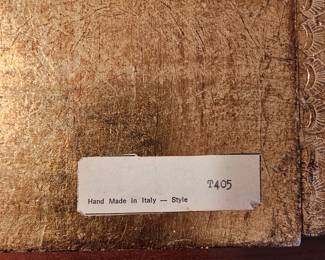 T405
Hand Made In Italy — Style